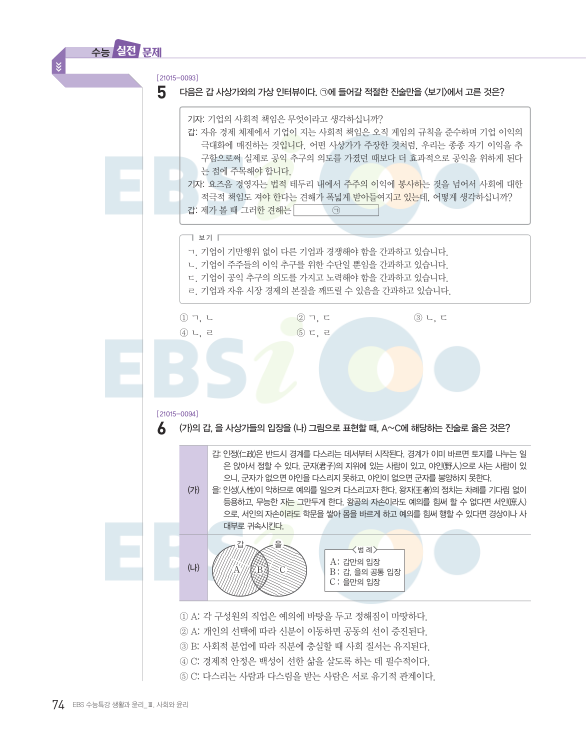 수능 실전 문제
[21015-0093]
5 다음은 갑 사상가와의 가상 인터뷰이다. ㉠에 들어갈 적절한 진술만을 <보기>에서 고른 것은?
기자: 기업의 사회적 책임은 무엇이라고 생각하십니까?
갑: 자유 경제 체제에서 기업이 지는 사회적 책임은 오직 게임의 규칙을 준수하며 기업 이익의
극대화에 매진하는 것입니다. 어떤 사상가가 주장한 것처럼, 우리는 종종 자기 이익을 추
구함으로써 실제로 공익 추구의 의도를 가졌던 때보다 더 효과적으로 공익을 위하게 된다
는 점에 주목해야 합니다.
기자: 요즈음 경영자는 법적 테두리 내에서 주주의 이익에 봉사하는 것을 넘어서 사회에 대한
적극적 책임도 져야 한다는 견해가 폭넓게 받아들여지고 있는데, 어떻게 생각하십니까?
갑: 제가 볼 때 그러한 견해는 ㉠
보기
ㄱ. 기업이 기만행위 없이 다른 기업과 경쟁해야 함을 간과하고 있습니다.
ㄴ. 기업이 주주들의 이익 추구를 위한 수단일 뿐임을 간과하고 있습니다.
ㄷ. 기업이 공익 추구의 의도를 가지고 노력해야 함을 간과하고 있습니다.
ㄹ. 기업과 자유 시장 경제의 본질을 깨뜨릴 수 있음을 간과하고 있습니다.
① ㄱ, ㄴ ② ㄱ, ㄷ ③ ㄴ, ㄷ
④ ㄴ, ㄹ ⑤ ㄷ, ㄹ
[21015-0094]
6 (가)의 갑, 을 사상가들의 입장을 (나) 그림으로 표현할 때, A~C에 해당하는 진술로 옳은 것은?
(가)
갑: 인정(仁政)은 반드시 경계를 다스리는 데서부터 시작된다. 경계가 이미 바르면 토지를 나누는 일
은 앉아서 정할 수 있다. 군자(君子)의 지위에 있는 사람이 있고, 야인(野人)으로 사는 사람이 있
으니, 군자가 없으면 야인을 다스리지 못하고, 야인이 없으면 군자를 봉양하지 못한다.
을: 인성(人性)이 악하므로 예의를 일으켜 다스리고자 한다. 왕자(王者)의 정치는 차례를 기다림 없이
등용하고, 무능한 자는 그만두게 한다. 왕공의 자손이라도 예의를 힘써 할 수 없다면 서인(庶人)
으로, 서인의 자손이라도 학문을 쌓아 몸을 바르게 하고 예의를 힘써 행할 수 있다면 경상이나 사
대부로 귀속시킨다.
(나)
갑 을
A B C
<범 례>
A: 갑만의 입장
B: 갑, 을의 공통 입장
C: 을만의 입장
① A: 각 구성원의 직업은 예의에 바탕을 두고 정해짐이 마땅하다.
② A: 개인의 선택에 따라 신분이 이동하면 공동의 선이 증진된다.
③ B: 사회적 분업에 따라 직분에 충실할 때 사회 질서는 유지된다.
④ C: 경제적 안정은 백성이 선한 삶을 살도록 하는 데 필수적이다.
⑤ C: 다스리는 사람과 다스림을 받는 사람은 서로 유기적 관계이다.
74 EBS 수능특강 생활과 윤리_ Ⅲ. 사회와 윤리
EBSi
EBSi
EBSi